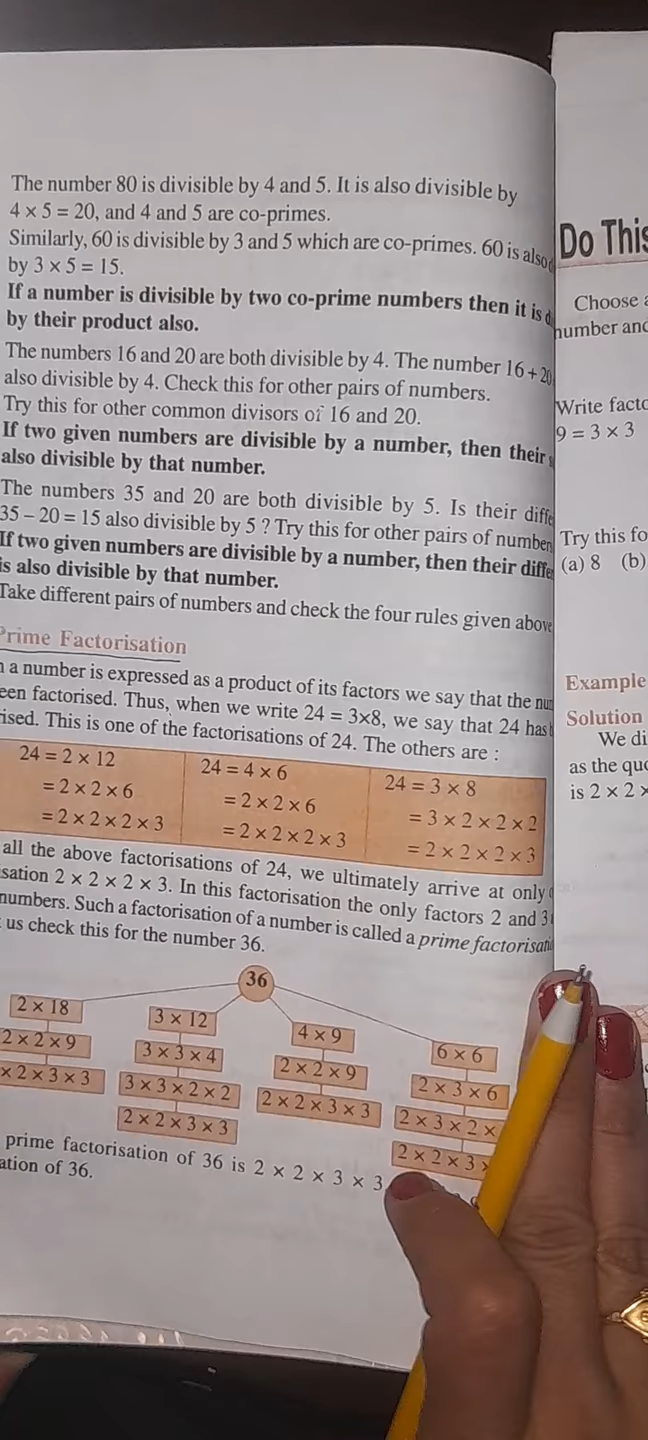 The number 80 is divisible by 4 and 5. It is also divisible by
4 × 5 = 20, and 4 and 5 are co-primes.
Similarly, 60 is divisible by 3 and 5 which are co-primes. 60 is also
by 3 × 5 = 15.
If a number is divisible by two co-prime numbers then it is
by their product also.
The numbers 16 and 20 are both divisible by 4. The number 16 + 20
also divisible by 4. Check this for other pairs of numbers.
Try this for other common divisors of 16 and 20.
If two given numbers are divisible by a number, then their
also divisible by that number.
The numbers 35 and 20 are both divisible by 5. Is their diffe
35 – 20 = 15 also divisible by 5 ? Try this for other pairs of number
If two given numbers are divisible by a number, then their diffe
is also divisible by that number.
Take different pairs of numbers and check the four rules given above
Prime Factorisation
a number is expressed as a product of its factors we say that the nu
een factorised. Thus, when we write 24 = 3×8, we say that 24 has
ised. This is one of the factorisations of 24. The others are :
24 = 2 × 12
= 2 × 2 × 6
= 2 × 2 × 2 × 3
24 = 4 × 6
= 2 × 2 × 6
= 2 × 2 × 2 × 3
24 = 3 × 8
= 3 × 2 × 2 × 2
= 2 × 2 × 2 × 3
all the above factorisations of 24, we ultimately arrive at only
sation 2 × 2 × 2 × 3. In this factorisation the only factors 2 and 3
numbers. Such a factorisation of a number is called a prime factorisati
us check this for the number 36.
36
2 × 18
2 × 2 × 9
× 2 × 3 × 3
3 × 12
3 × 3 × 4
3 × 3 × 2 × 2
2 × 2 × 3 × 3
4 × 9
2 × 2 × 9
2 × 2 × 3 × 3
6 × 6
2 × 3 × 6
2 × 3 × 2 ×
2 × 2 × 3 ×
prime factorisation of 36 is 2 × 2 × 3 × 3
ation of 36.
Do This
Choose a
number and
Write facto
9 = 3 × 3
Try this fo
(a) 8 (b)
Example
Solution
We di
as the quo
is 2 × 2 ×